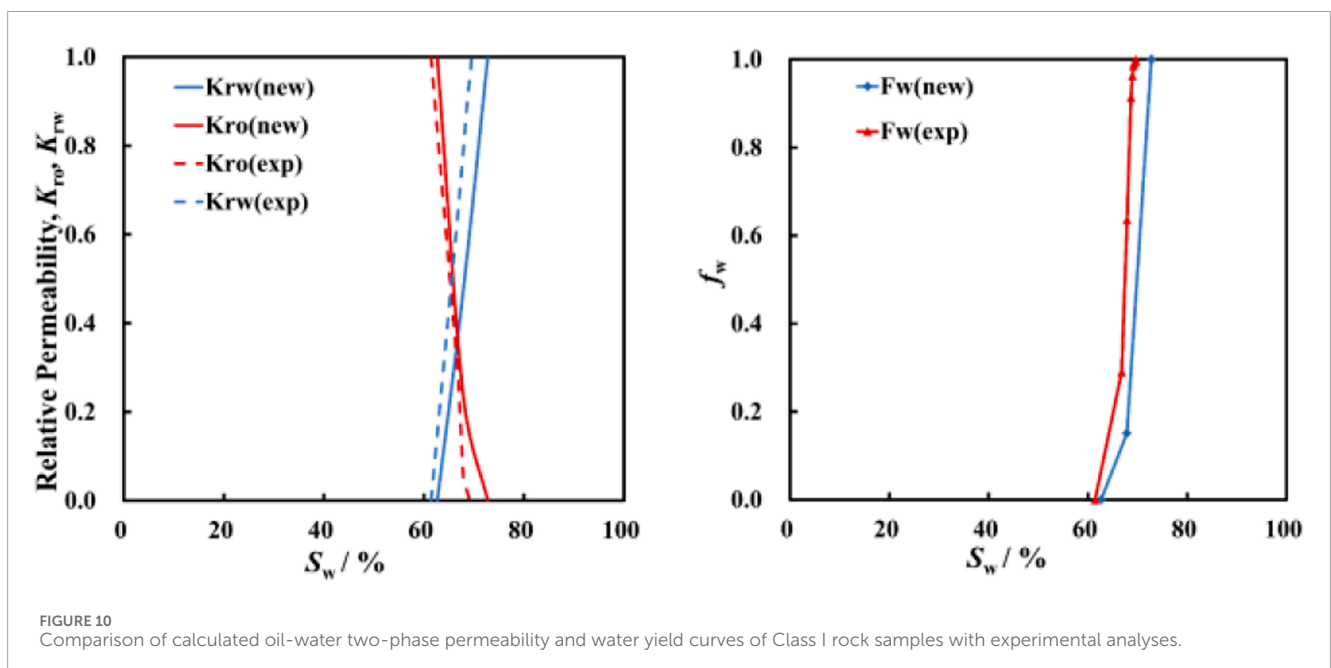 Relative Permeability, Kro, Krw
1.0
0.8
0.6
0.4
0.2
0.0
Krw(new)
Kro(new)
Kro(exp)
Krw(exp)
0 20 40 60 80 100
Sw / %
fw
1.0
0.8
0.6
0.4
0.2
0.0
Fw(new)
Fw(exp)
0 20 40 60 80 100
Sw / %
FIGURE 10
Comparison of calculated oil-water two-phase permeability and water yield curves of Class I rock samples with experimental analyses.